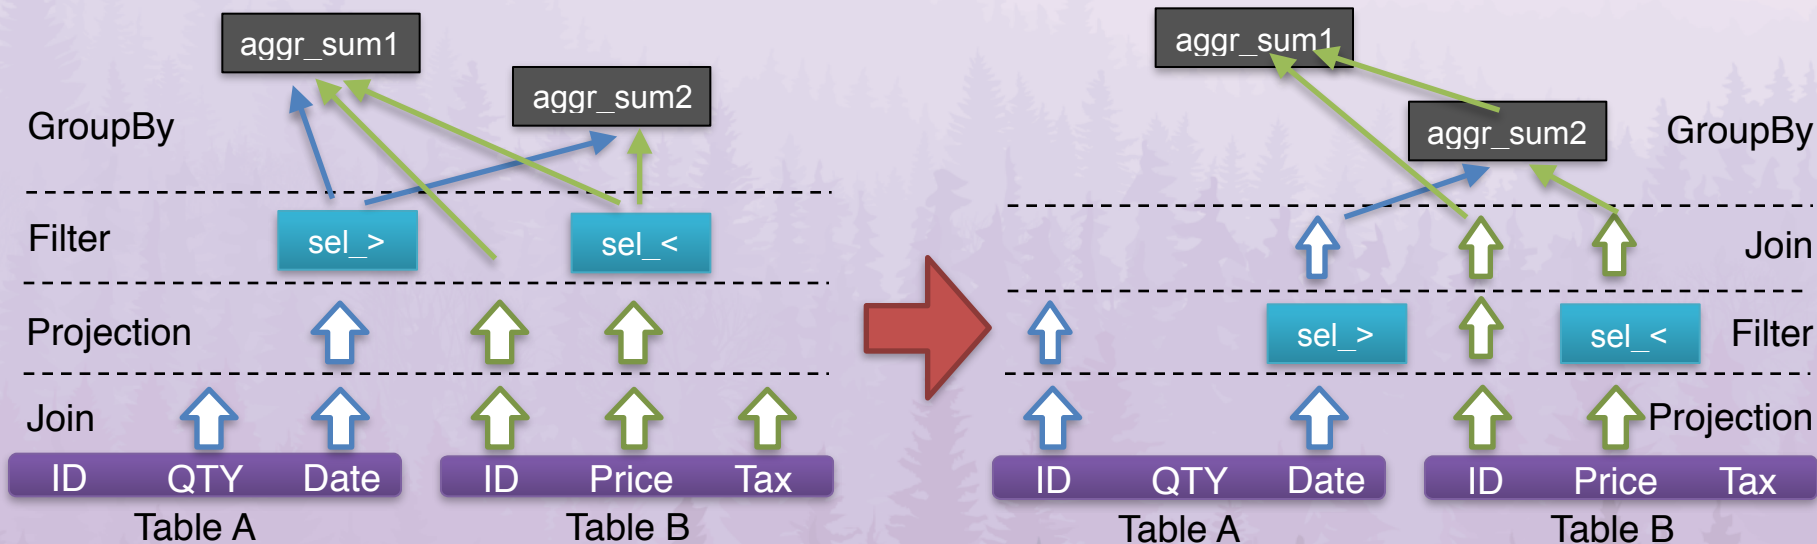 aggr_sum1
aggr_sum2
GroupBy
Filter
sel_>
sel_<
Projection
Join
ID QTY Date
ID Price Tax
Table A
Table B
aggr_sum1
aggr_sum2
GroupBy
Join
sel_>
sel_<
Filter
Projection
ID QTY Date
ID Price Tax
Table A
Table B